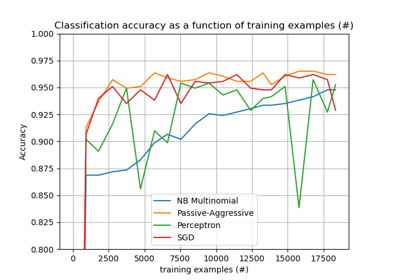 Classification accuracy as a function of training examples (#)
1.000
0.975
0.950
0.925
0.900
0.875
0.850
0.825
0.800
Accuracy
NB Multinomial
Passive-Aggressive
Perceptron
SGD
0 2500 5000 7500 10000 12500 15000 17500
training examples (#)